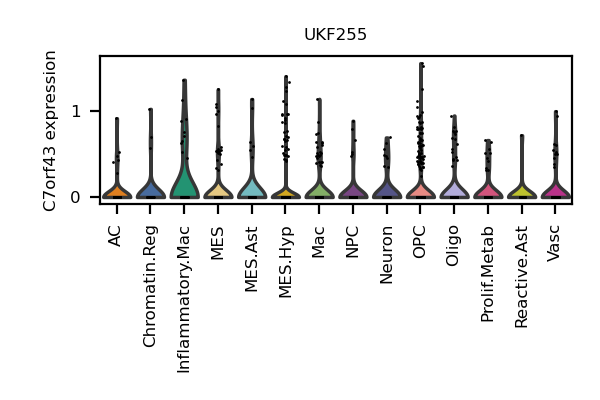 UKF255
C7orf43 expression
1
0
AC
Chromatin.Reg
Inflammatory.Mac
MES
MES.Ast
MES.Hyp
Mac
NPC
Neuron
OPC
Oligo
Prolif.Metab
Reactive.Ast
Vasc